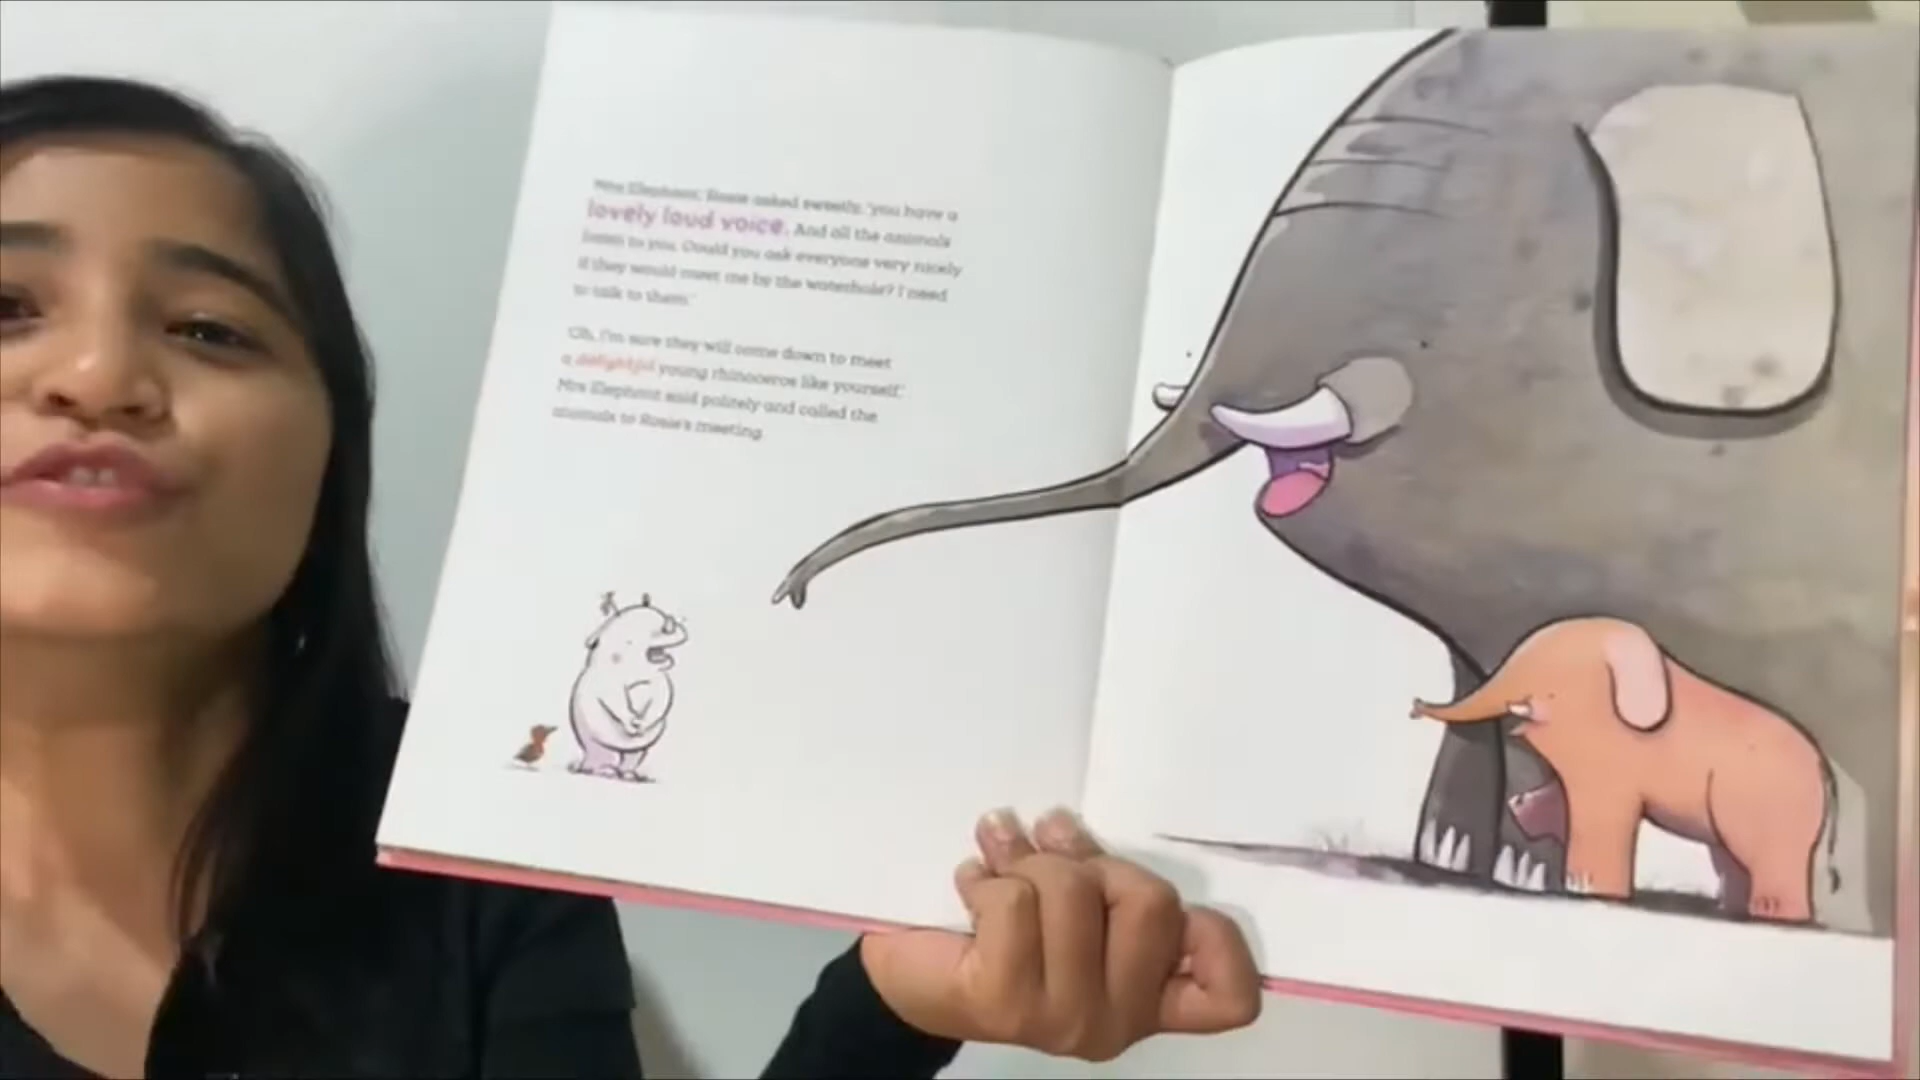 'Mrs Elephant,' Rosie asked sweetly, 'you have a
lovely loud voice. And all the animals
listen to you. Could you ask everyone very nicely
if they would meet me by the waterhole? I need
to talk to them.'
'Oh, I'm sure they will come down to meet
a delightful young rhinoceros like yourself,'
Mrs Elephant said politely and called the
animals to Rosie's meeting.